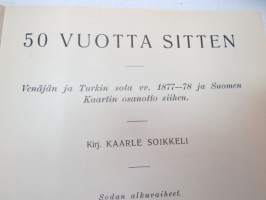 50 VUOTTA SITTEN
Venäjän ja Turkin sota vv. 1877—78 ja Suomen
Kaartin osanotto siihen.
Kirj. KAARLE SOIKKELI
Sodan alkuvaiheet.